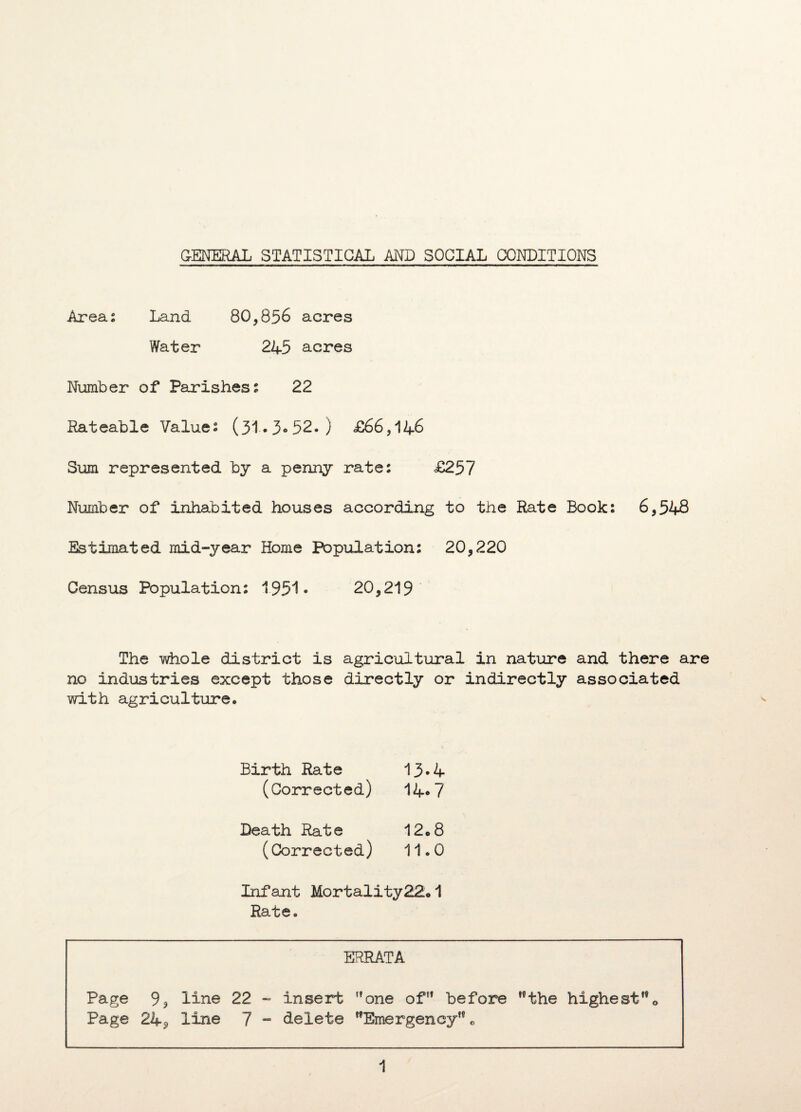 GENERAL STATISTICAL AND SOCIAL CONDITIONS
Area: Land 80,856 acres
Water 245 acres
Number of Parishes: 22
Rateable Value: (31.3.52.) £66,146
Sum represented by a penny rate: £257
Number of inhabited houses according to the Rate Book: 6,548
Estimated mid-year Home Population: 20,220
Census Population: 1951. 20,219
The whole district is agricultural in nature and there are
no industries except those directly or indirectly associated
with agriculture.
Birth Rate 13.4
(Corrected) 14.7
Death Rate 12.8
(Corrected) 11.0
Infant Mortality22.1
Rate.
ERRATA
Page 9, line 22 - insert "one of" before "the highest".
Page 24, line 7 - delete "Emergency".
1